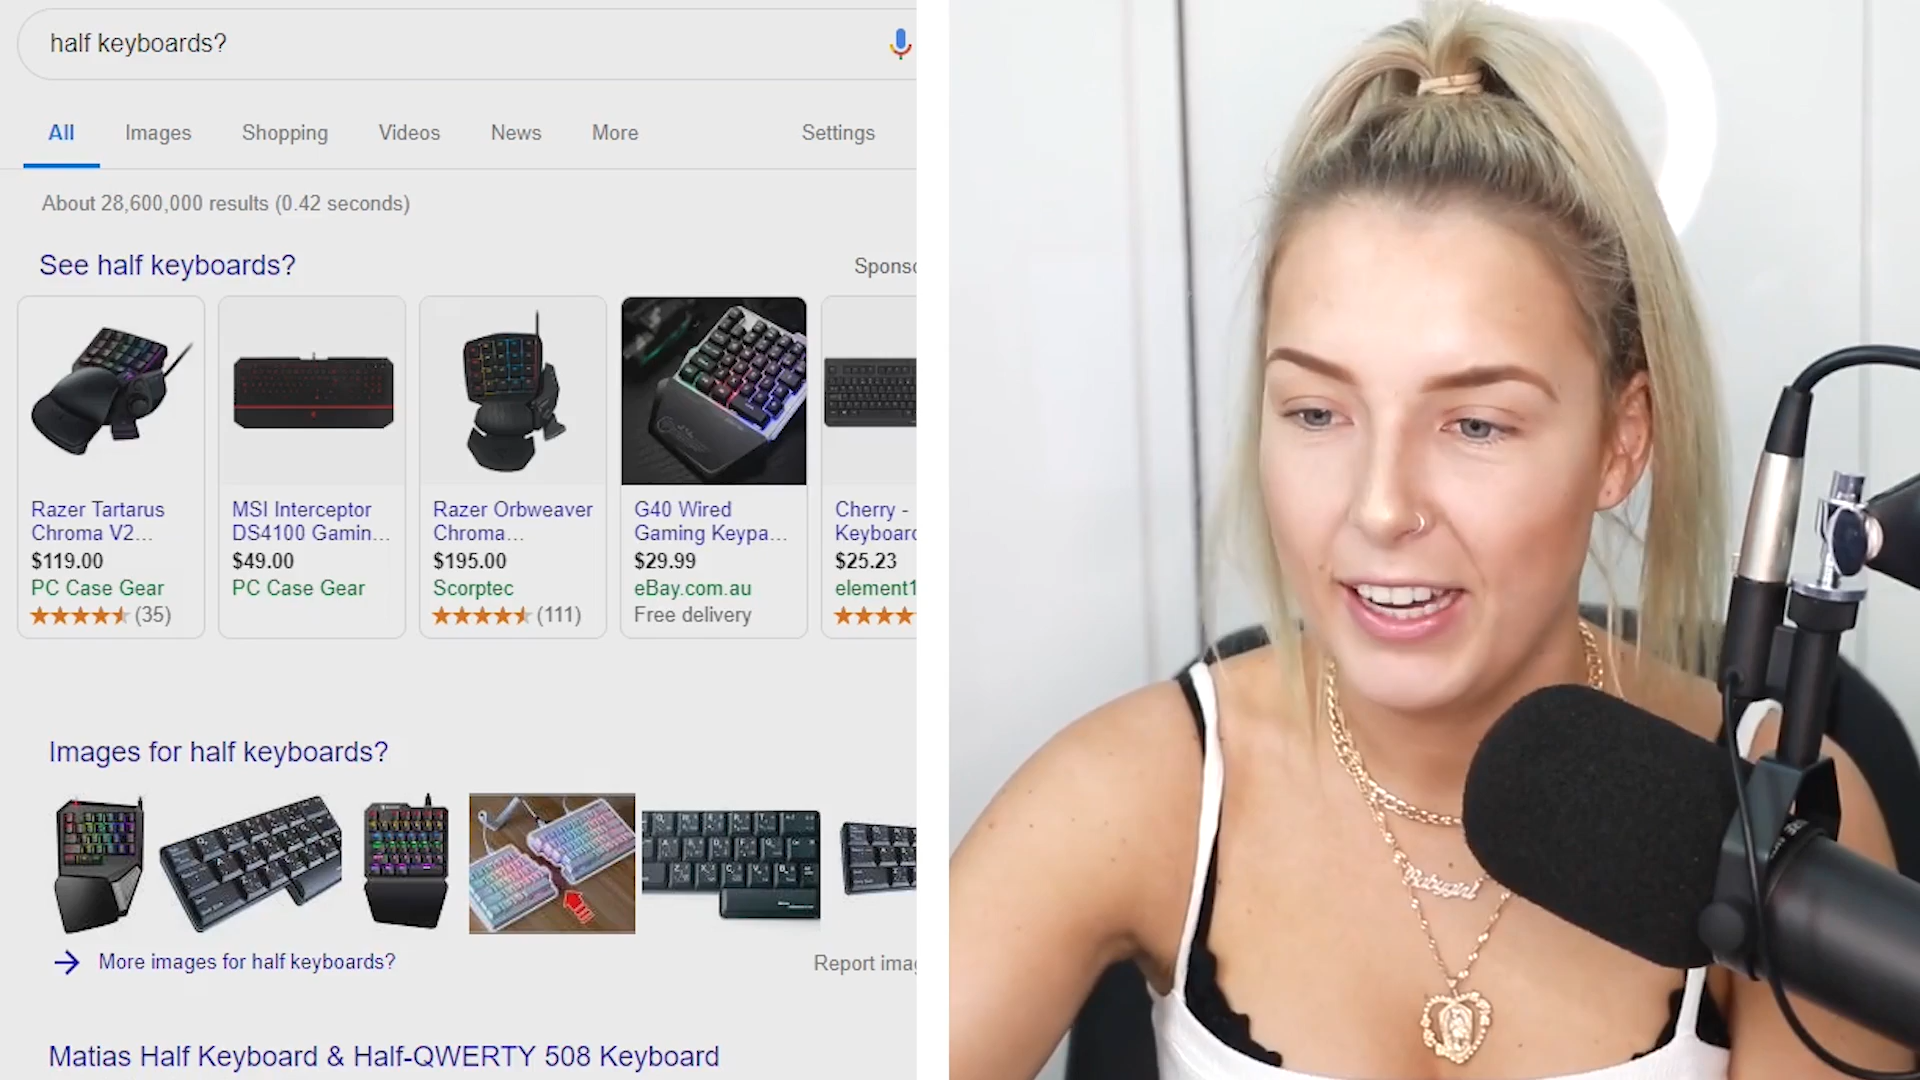 half keyboards?
All Images Shopping Videos News More Settings
About 28,600,000 results (0.42 seconds)
See half keyboards?
Razer Tartarus
Chroma V2...
$119.00
PC Case Gear
(35)
MSI Interceptor
DS4100 Gamin...
$49.00
PC Case Gear
Razer Orbweaver
Chroma...
$195.00
Scorptec
(111)
G40 Wired
Gaming Keypa...
$29.99
eBay.com.au
Free delivery
Cherry -
$25.23
Images for half keyboards?
More images for half keyboards?
Report
Matias Half Keyboard & Half-QWERTY 508 Keyboard
Babygirl